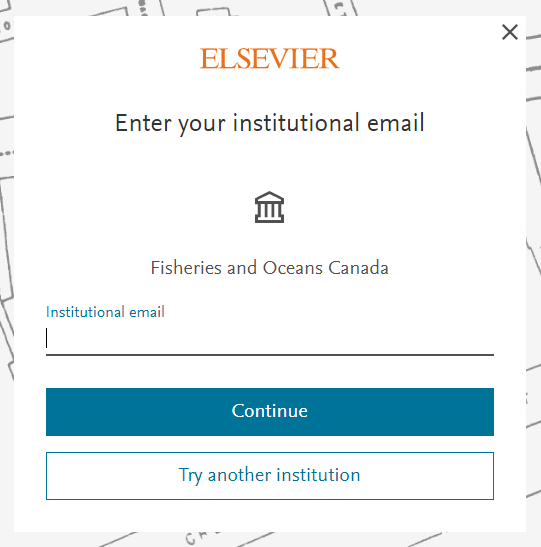 ELSEVIER
Enter your institutional email
Fisheries and Oceans Canada
Institutional email
Continue
Try another institution